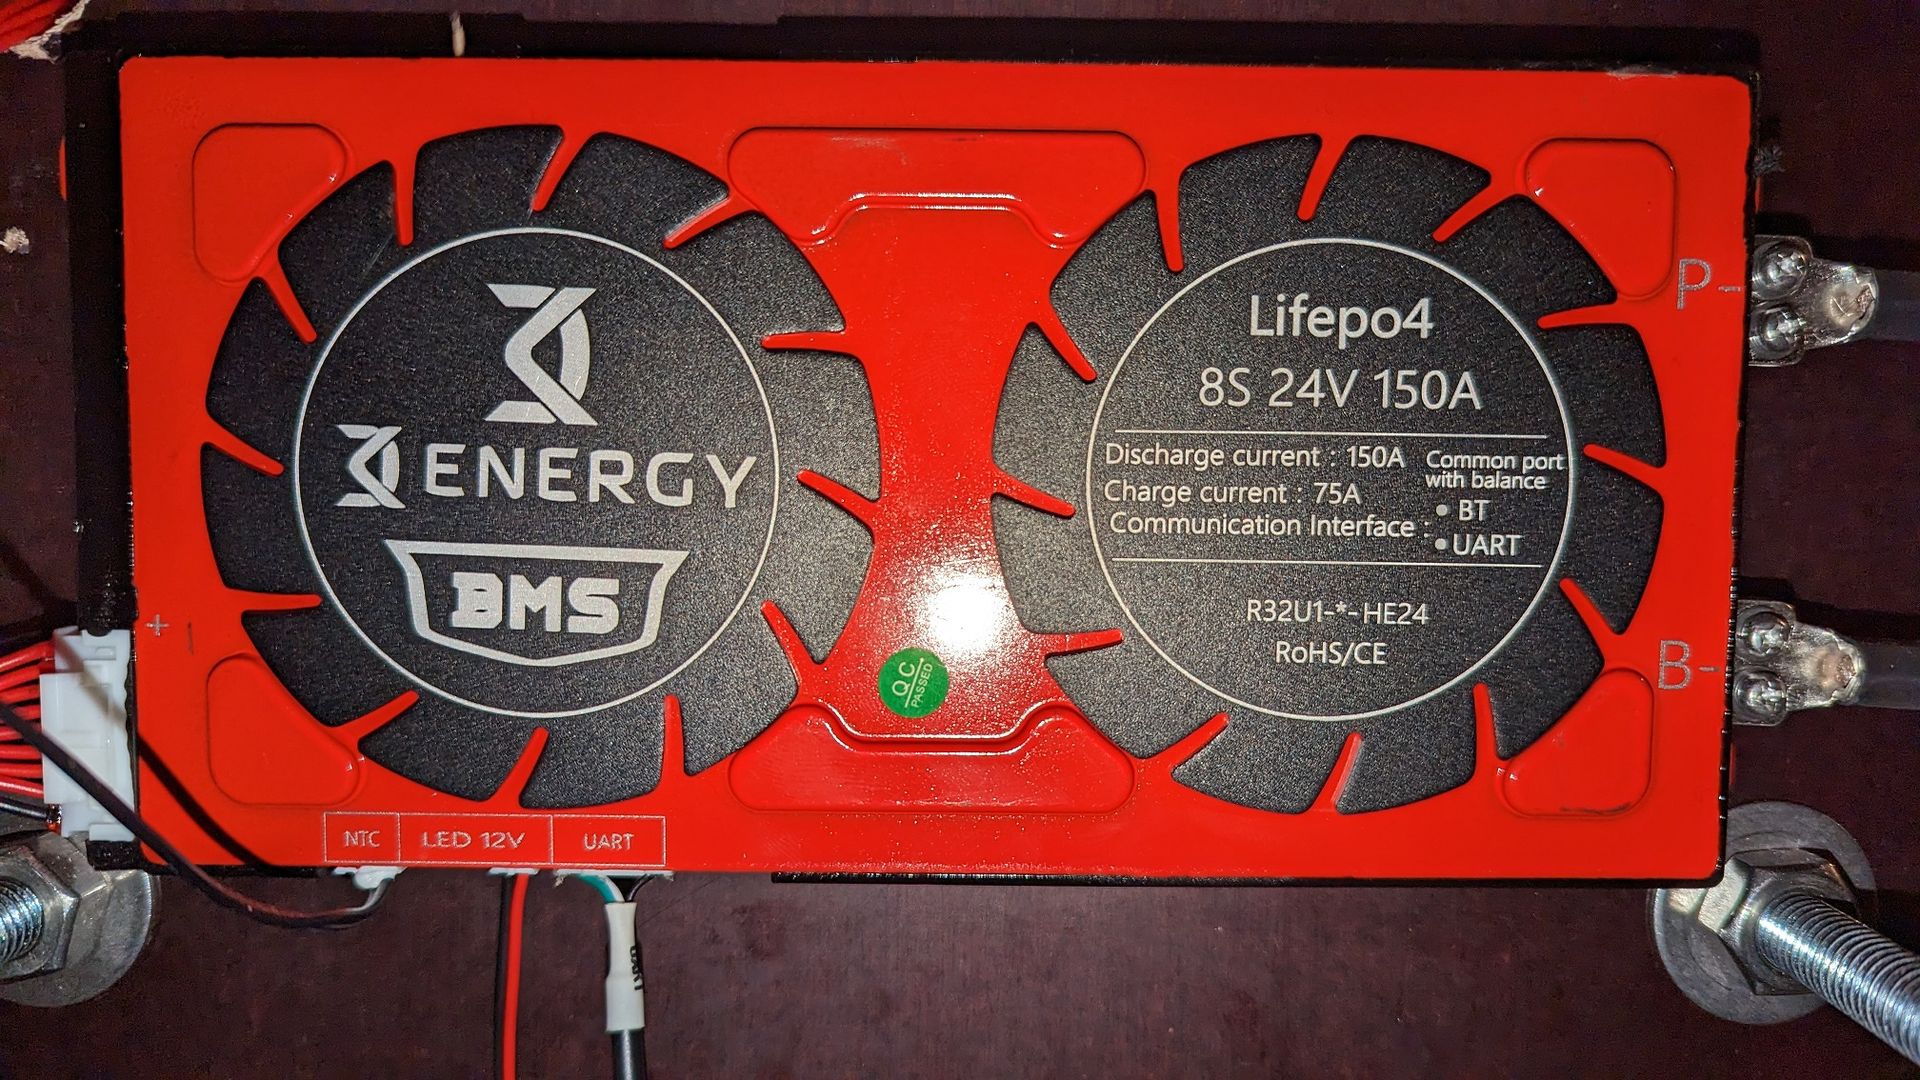 ENERGY
BMS
Lifepo4
8S 24V 150A
Discharge current : 150A
Common port
with balance
Charge current : 75A
Communication Interface :
• BT
• UART
R32U1-*-HE24
RoHS/CE
P-
B-
+
QC
PASSED
NTC
LED 12V
UART
UART